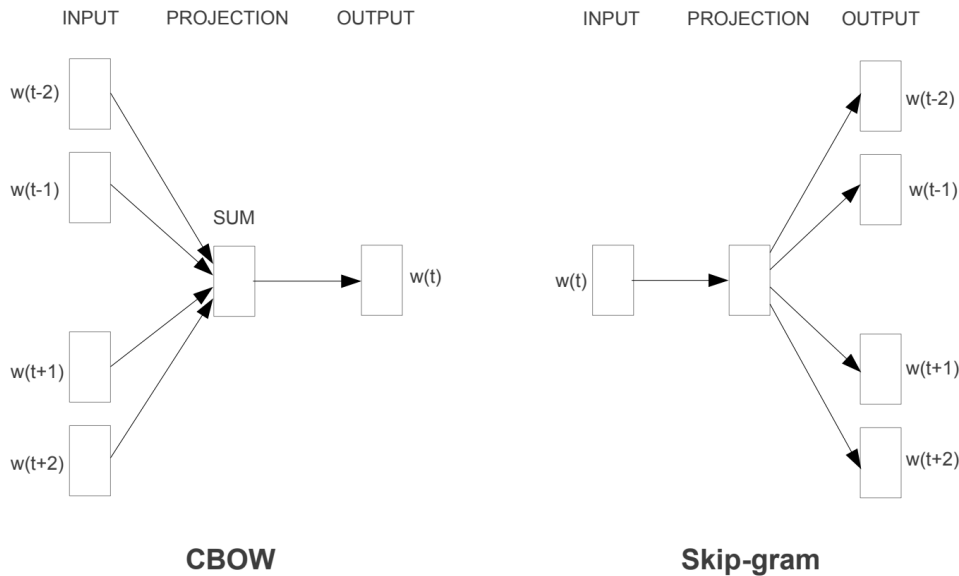 INPUT PROJECTION OUTPUT
w(t-2)
w(t-1)
SUM
w(t)
w(t+1)
w(t+2)
CBOW
INPUT PROJECTION OUTPUT
w(t-2)
w(t-1)
w(t)
w(t+1)
w(t+2)
Skip-gram